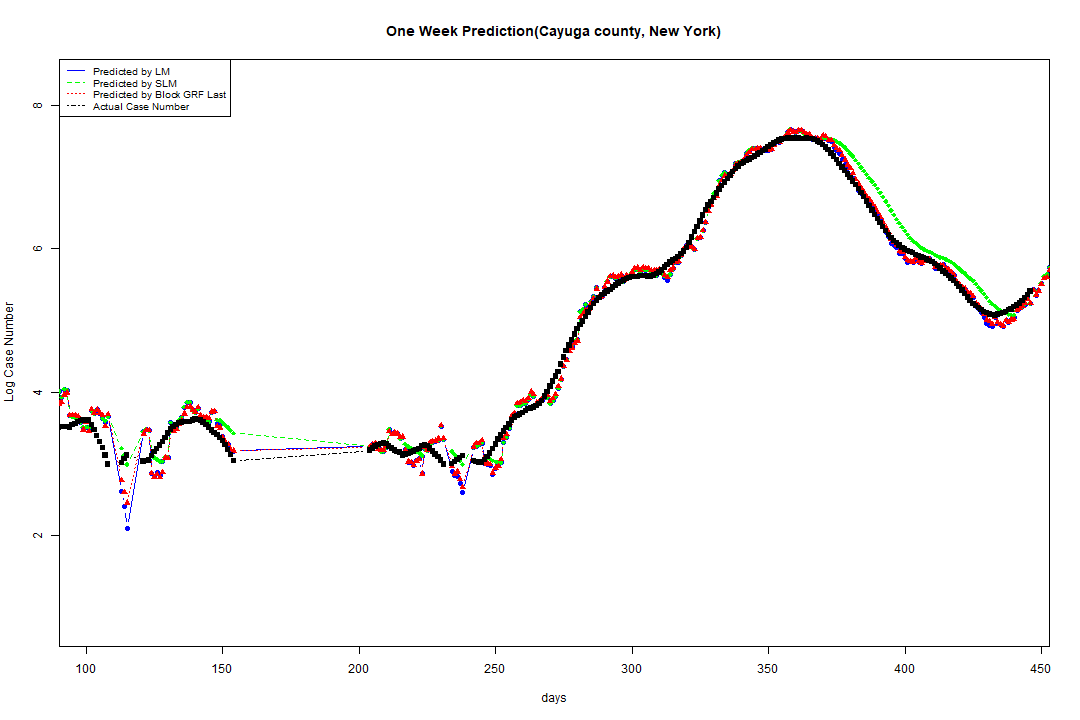 One Week Prediction(Cayuga county, New York)
Predicted by LM
Predicted by SLM
Predicted by Block GRF Last
Actual Case Number
8
6
4
2
Log Case Number
100 150 200 250 300 350 400 450
days